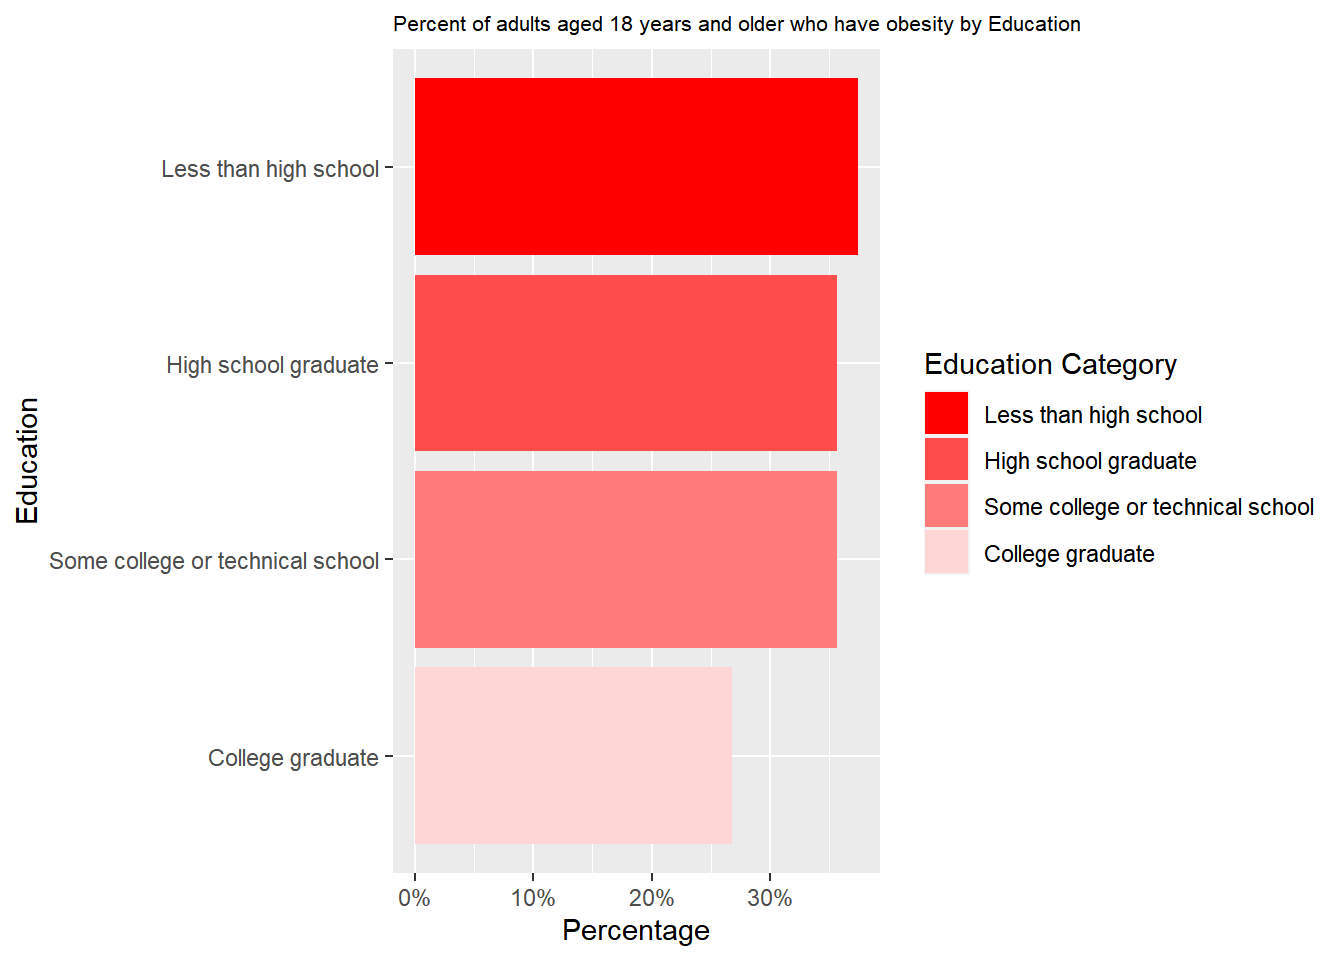 Percent of adults aged 18 years and older who have obesity by Education
Education
Less than high school
High school graduate
Some college or technical school
College graduate
0% 10% 20% 30%
Percentage
Education Category
Less than high school
High school graduate
Some college or technical school
College graduate